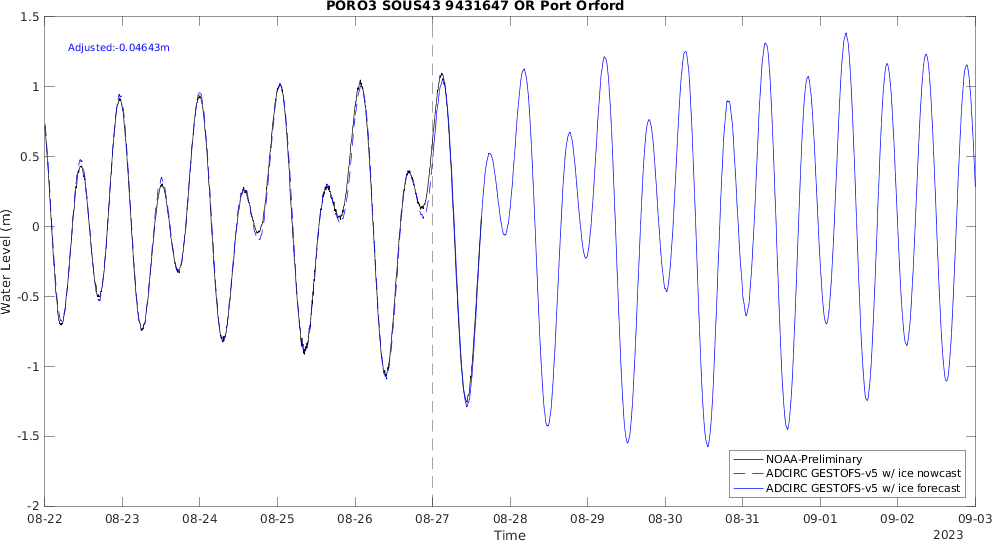 PORO3 SOUS43 9431647 OR Port Orford
Adjusted:-0.04643m
1.5
1
0.5
0
-0.5
-1
-1.5
-2
Water Level (m)
NOAA-Preliminary
ADCIRC GESTOFS-v5 w/ ice nowcast
ADCIRC GESTOFS-v5 w/ ice forecast
08-22 08-23 08-24 08-25 08-26 08-27 08-28 08-29 08-30 08-31 09-01 09-02 09-03
Time
2023